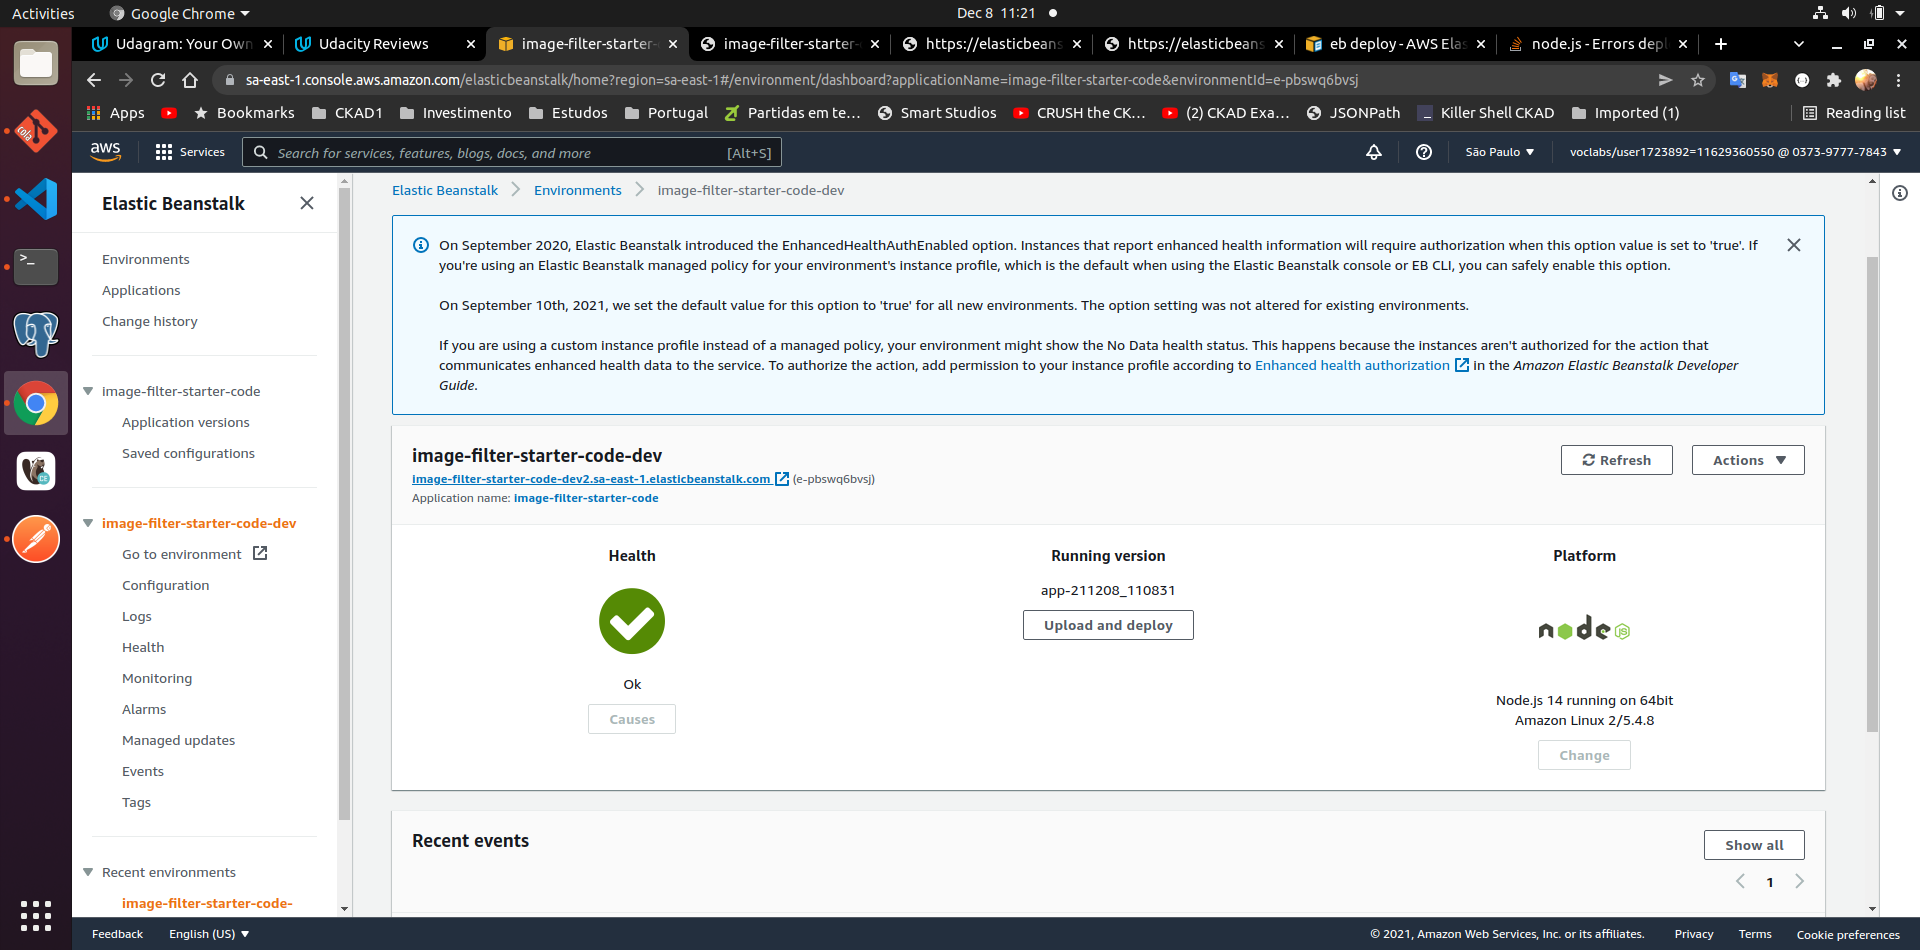 Activities
Google Chrome
Dec 8 11:21
Udagram: Your Own
Udacity Reviews
image-filter-starter-
image-filter-starter-
https://elasticbeans
https://elasticbeans
eb deploy - AWS Elas
node.js - Errors depl
sa-east-1.console.aws.amazon.com/elasticbeanstalk/home?region=sa-east-1#/environment/dashboard?applicationName=image-filter-starter-code&environmentId=e-pbswq6bvsj
Apps
Bookmarks
CKAD1
Investimento
Estudos
Portugal
Partidas em te...
Smart Studios
CRUSH the CK...
(2) CKAD Exa...
JSONPath
Killer Shell CKAD
Imported (1)
Reading list
aws
Services
Search for services, features, blogs, docs, and more
[Alt+S]
São Paulo
voclabs/user1723892=11629360550 @ 0373-9777-7843
Elastic Beanstalk
Environments
Applications
Change history
image-filter-starter-code
Application versions
Saved configurations
image-filter-starter-code-dev
Go to environment
Configuration
Logs
Health
Monitoring
Alarms
Managed updates
Events
Tags
Recent environments
image-filter-starter-code-
Elastic Beanstalk
Environments
image-filter-starter-code-dev
On September 2020, Elastic Beanstalk introduced the EnhancedHealthAuthEnabled option. Instances that report enhanced health information will require authorization when this option value is set to 'true'. If
you're using an Elastic Beanstalk managed policy for your environment's instance profile, which is the default when using the Elastic Beanstalk console or EB CLI, you can safely enable this option.
On September 10th, 2021, we set the default value for this option to 'true' for all new environments. The option setting was not altered for existing environments.
If you are using a custom instance profile instead of a managed policy, your environment might show the No Data health status. This happens because the instances aren't authorized for the action that
communicates enhanced health data to the service. To authorize the action, add permission to your instance profile according to Enhanced health authorization in the Amazon Elastic Beanstalk Developer
Guide.
image-filter-starter-code-dev
image-filter-starter-code-dev2.sa-east-1.elasticbeanstalk.com (e-pbswq6bvsj)
Application name: image-filter-starter-code
Refresh
Actions
Health
Ok
Causes
Running version
app-211208_110831
Upload and deploy
Platform
node JS
Node.js 14 running on 64bit
Amazon Linux 2/5.4.8
Change
Recent events
Show all
1
Feedback
English (US)
© 2021, Amazon Web Services, Inc. or its affiliates.
Privacy
Terms
Cookie preferences